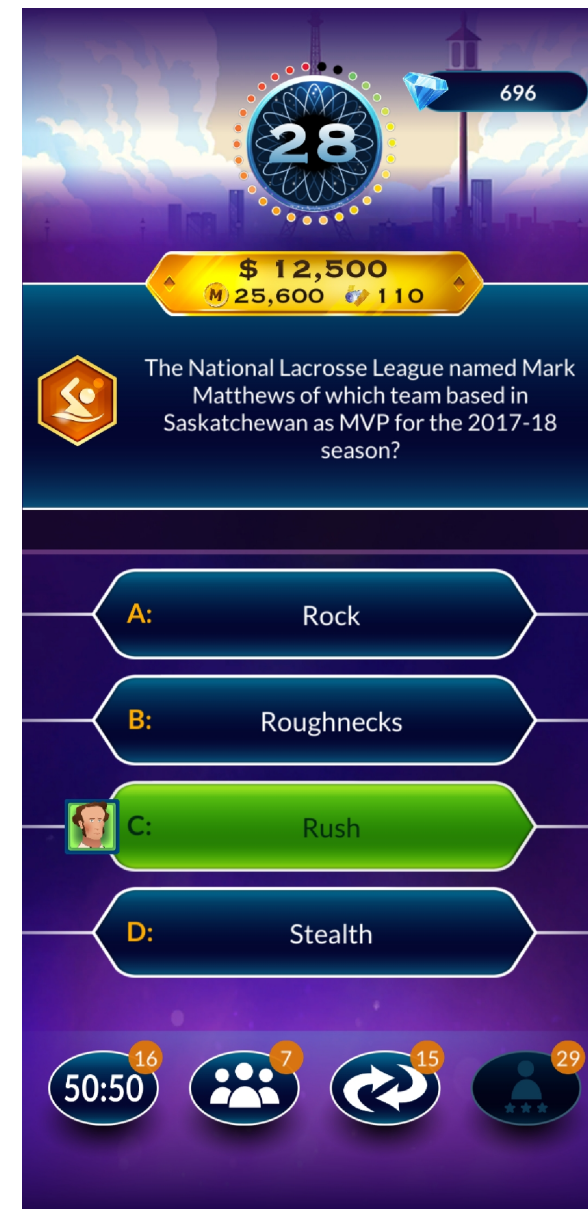 696
28
$ 12,500
M 25,600 110
The National Lacrosse League named Mark
Matthews of which team based in
Saskatchewan as MVP for the 2017-18
season?
A: Rock
B: Roughnecks
C: Rush
D: Stealth
16 7 15 29
50:50